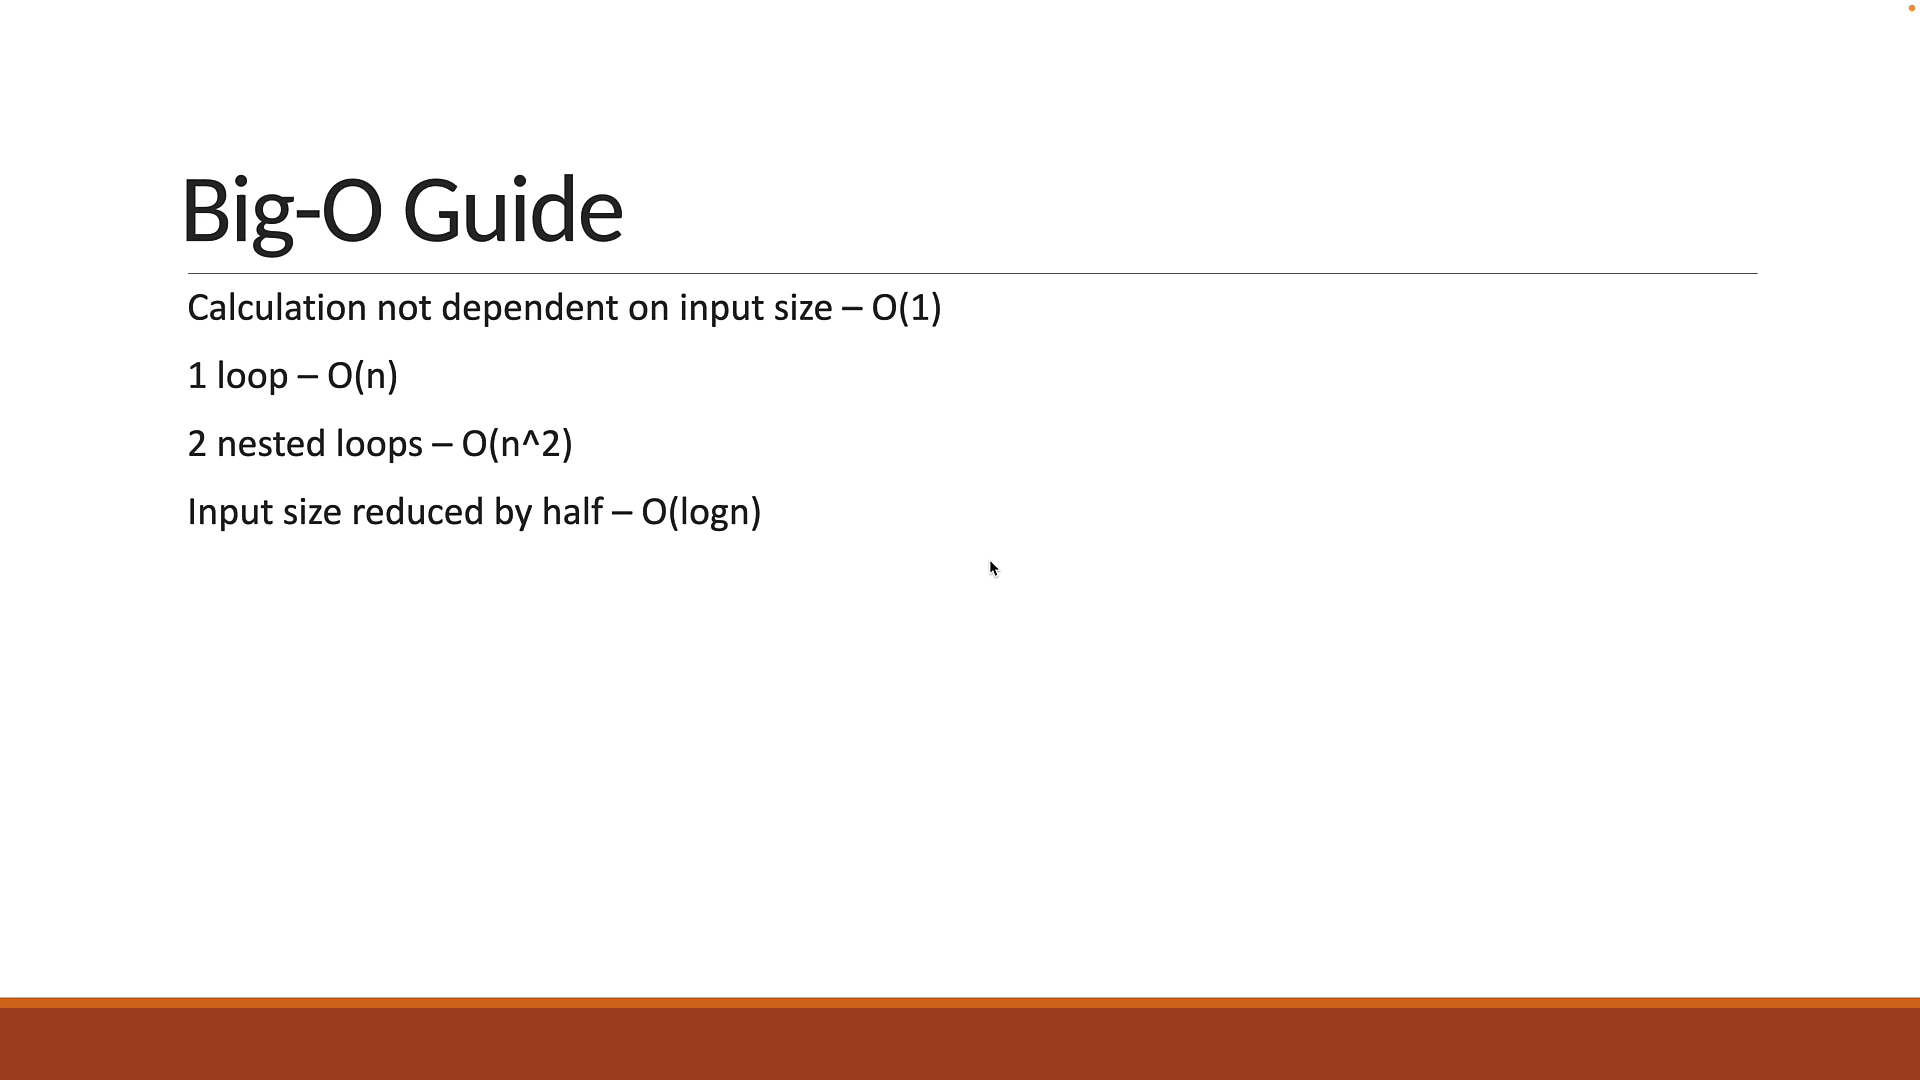 Big-O Guide
Calculation not dependent on input size – O(1)
1 loop – O(n)
2 nested loops – O(n^2)
Input size reduced by half – O(logn)